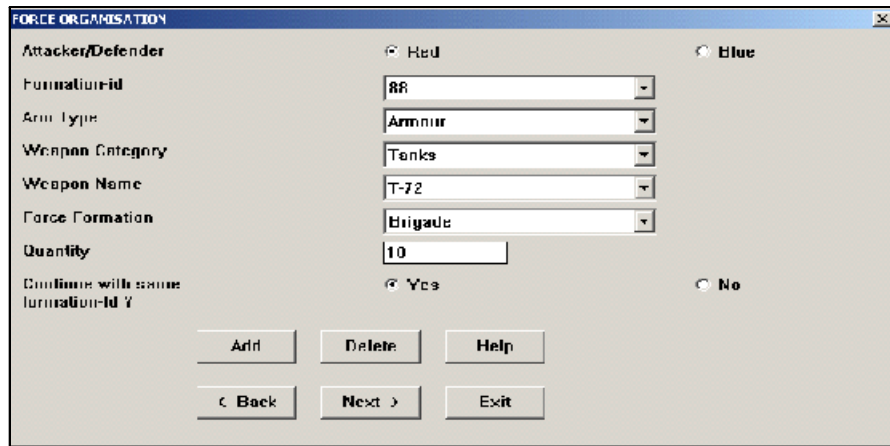 FORCE ORGANISATION
Attacker/Defender Red Blue
Formation-id 88
Arm Type Armour
Weapon Category Tanks
Weapon Name T-72
Force Formation Brigade
Quantity 10
Continue with same Yes No
formation-Id ?
Add Delete Help
< Back Next > Exit